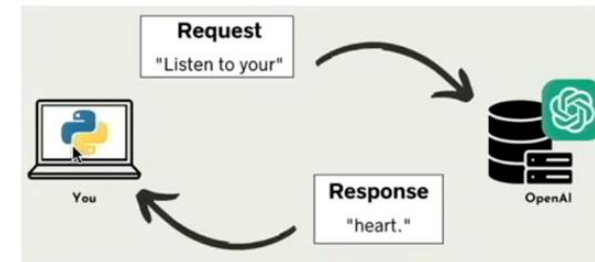 Request
"Listen to your"
You
OpenAI
Response
"heart."